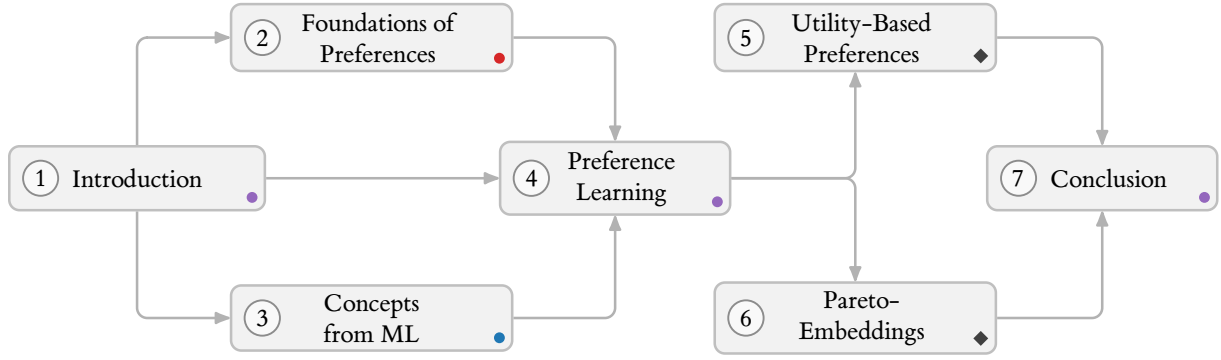 1 Introduction
2 Foundations of
Preferences
3 Concepts
from ML
4 Preference
Learning
5 Utility-Based
Preferences
6 Pareto-
Embeddings
7 Conclusion